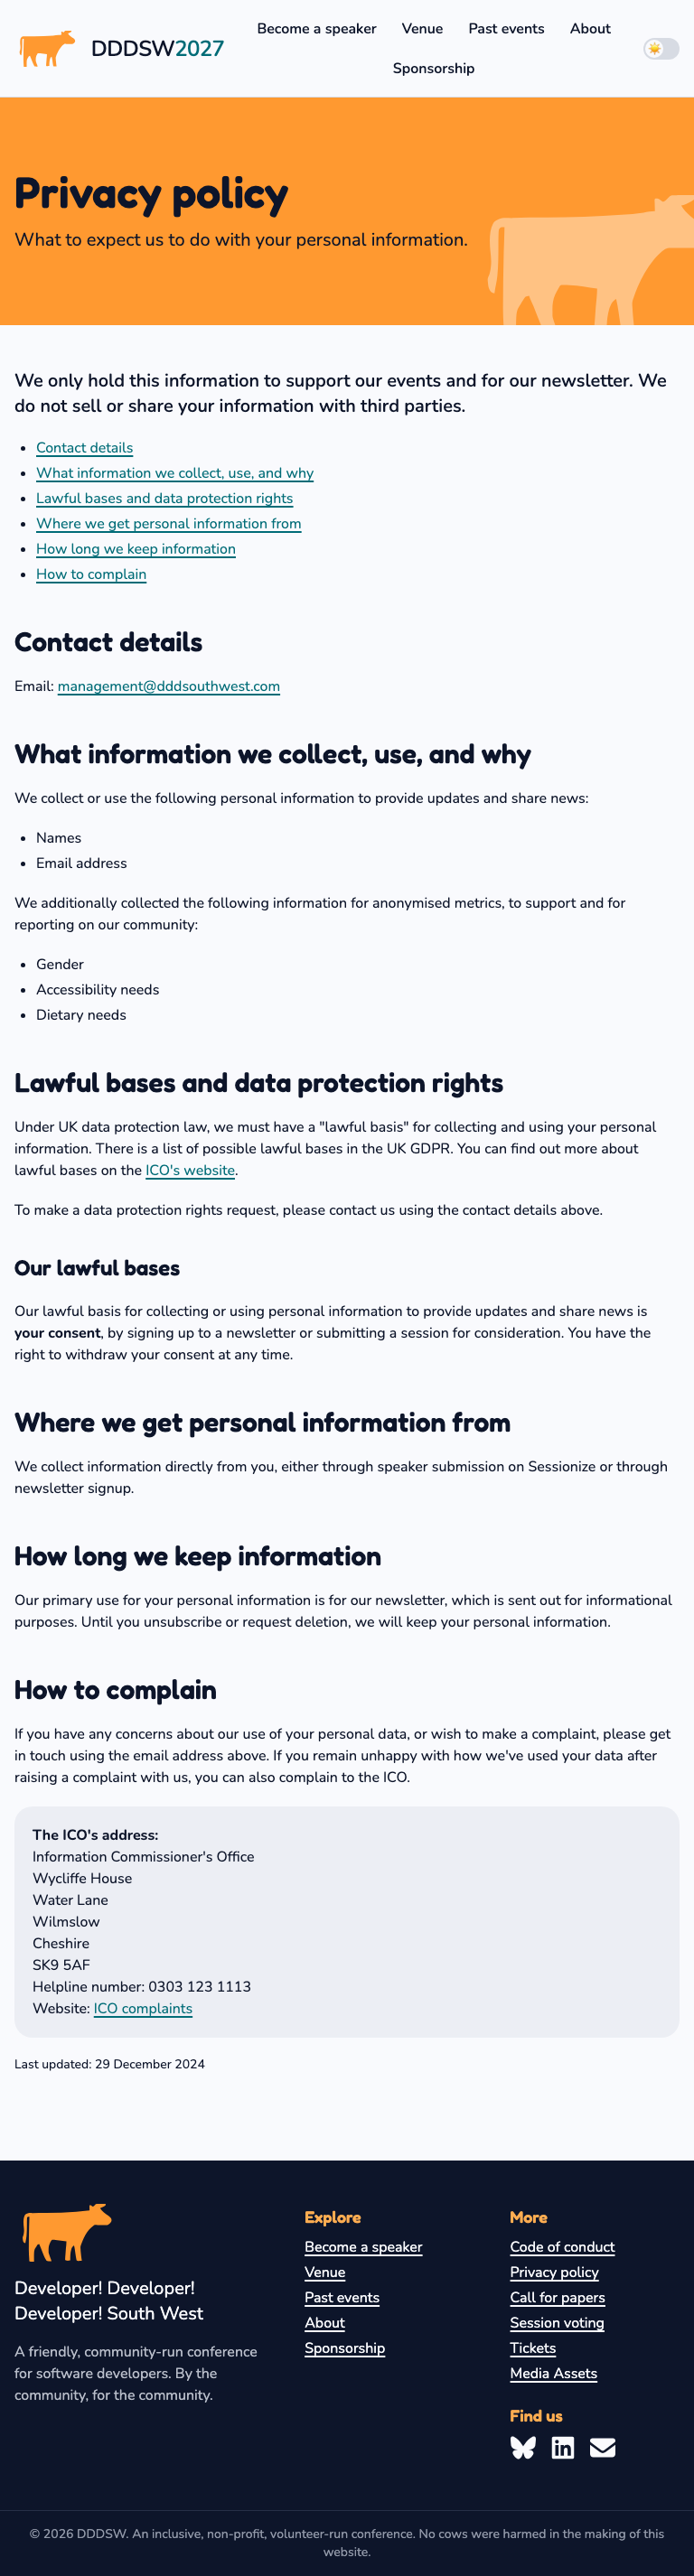 DDDSW2027
Become a speaker Venue Past events About
Sponsorship
Privacy policy
What to expect us to do with your personal information.
We only hold this information to support our events and for our newsletter. We
do not sell or share your information with third parties.
• Contact details
• What information we collect, use, and why
• Lawful bases and data protection rights
• Where we get personal information from
• How long we keep information
• How to complain
Contact details
Email: management@dddsouthwest.com
What information we collect, use, and why
We collect or use the following personal information to provide updates and share news:
• Names
• Email address
We additionally collected the following information for anonymised metrics, to support and for
reporting on our community:
• Gender
• Accessibility needs
• Dietary needs
Lawful bases and data protection rights
Under UK data protection law, we must have a "lawful basis" for collecting and using your personal
information. There is a list of possible lawful bases in the UK GDPR. You can find out more about
lawful bases on the ICO's website.
To make a data protection rights request, please contact us using the contact details above.
Our lawful bases
Our lawful basis for collecting or using personal information to provide updates and share news is
your consent, by signing up to a newsletter or submitting a session for consideration. You have the
right to withdraw your consent at any time.
Where we get personal information from
We collect information directly from you, either through speaker submission on Sessionize or through
newsletter signup.
How long we keep information
Our primary use for your personal information is for our newsletter, which is sent out for informational
purposes. Until you unsubscribe or request deletion, we will keep your personal information.
How to complain
If you have any concerns about our use of your personal data, or wish to make a complaint, please get
in touch using the email address above. If you remain unhappy with how we've used your data after
raising a complaint with us, you can also complain to the ICO.
The ICO's address:
Information Commissioner's Office
Wycliffe House
Water Lane
Wilmslow
Cheshire
SK9 5AF
Helpline number: 0303 123 1113
Website: ICO complaints
Last updated: 29 December 2024
Developer! Developer!
Developer! South West
A friendly, community-run conference
for software developers. By the
community, for the community.
Explore
Become a speaker
Venue
Past events
About
Sponsorship
More
Code of conduct
Privacy policy
Call for papers
Session voting
Tickets
Media Assets
Find us
in
© 2026 DDDSW. An inclusive, non-profit, volunteer-run conference. No cows were harmed in the making of this
website.